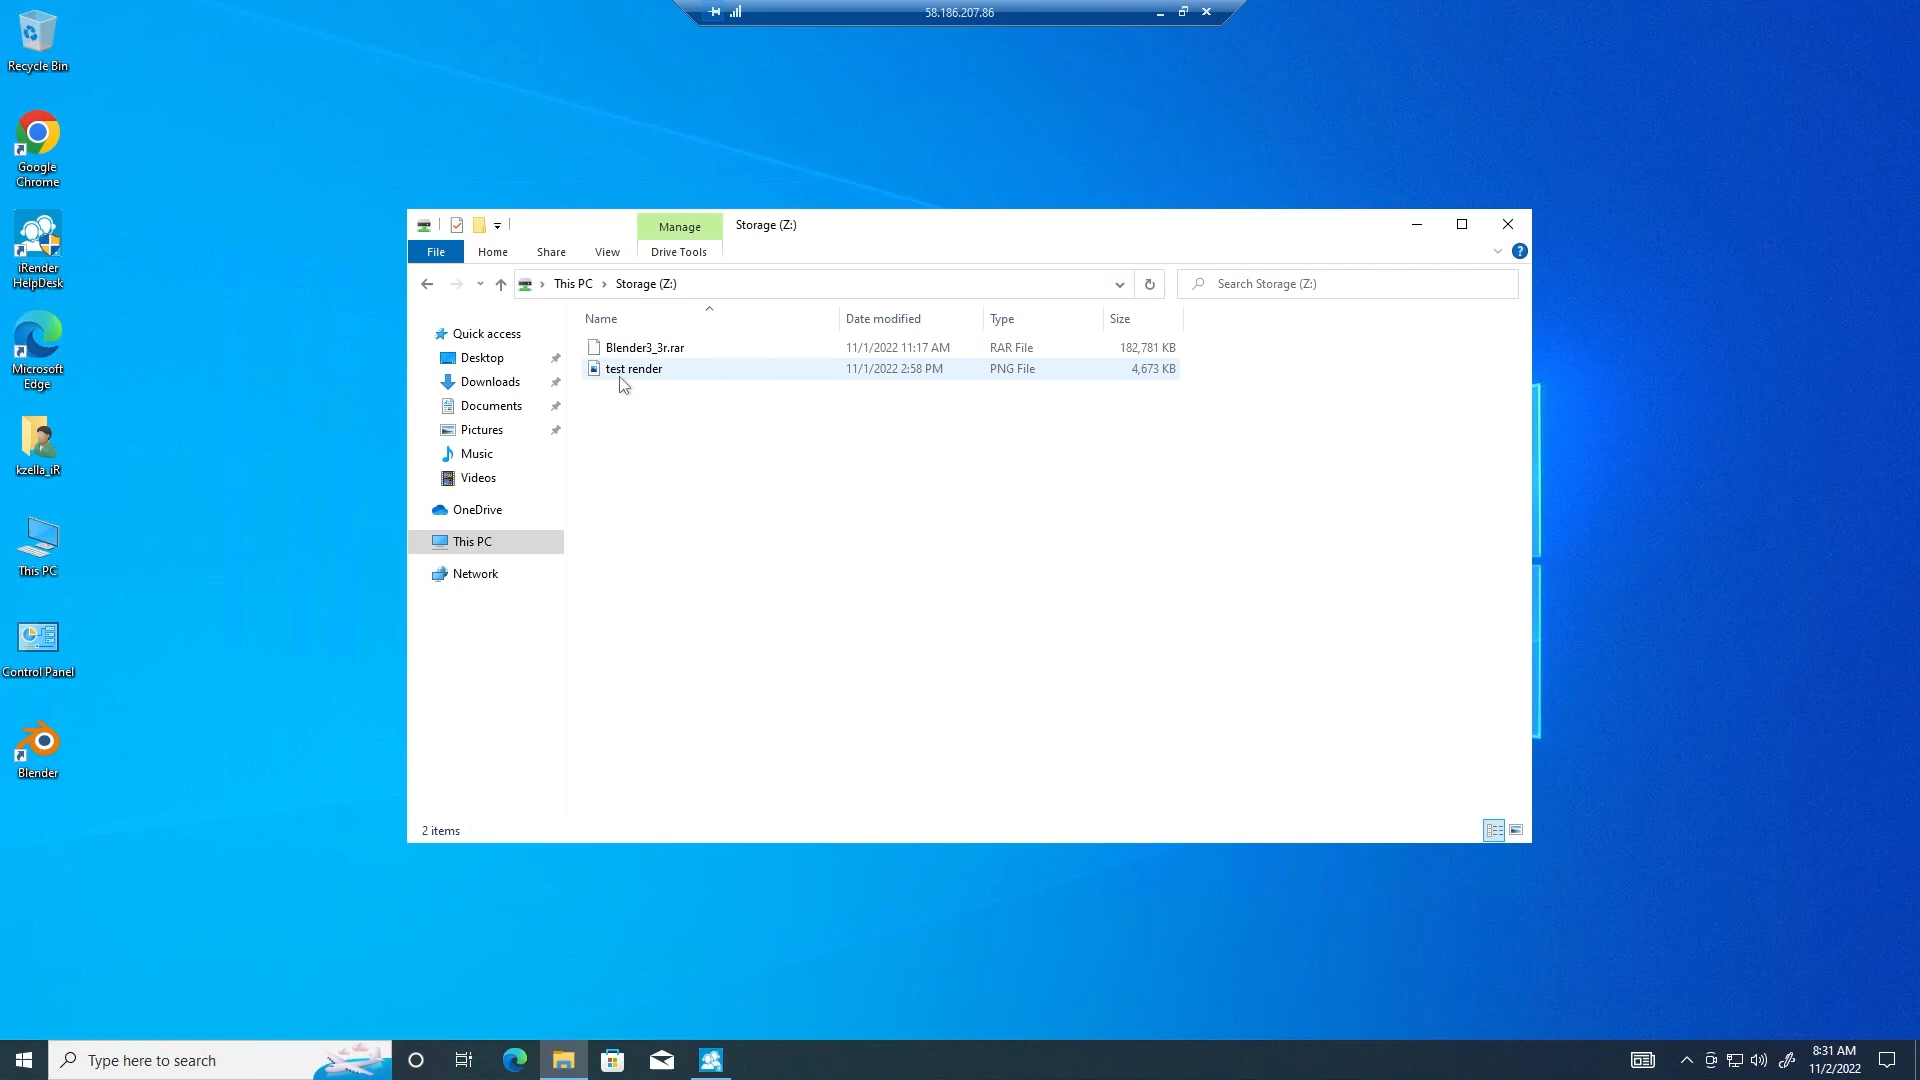 58.186.207.86
Recycle Bin
Google
Chrome
iRender
HelpDesk
Microsoft
Edge
kzella_iR
This PC
Control Panel
Blender
Manage
Storage (Z:)
File
Home
Share
View
Drive Tools
This PC
Storage (Z:)
Search Storage (Z:)
Name
Date modified
Type
Size
Blender3_3r.rar
11/1/2022 11:17 AM
RAR File
182,781 KB
test render
11/1/2022 2:58 PM
PNG File
4,673 KB
Quick access
Desktop
Downloads
Documents
Pictures
Music
Videos
OneDrive
This PC
Network
2 items
Type here to search
8:31 AM
11/2/2022